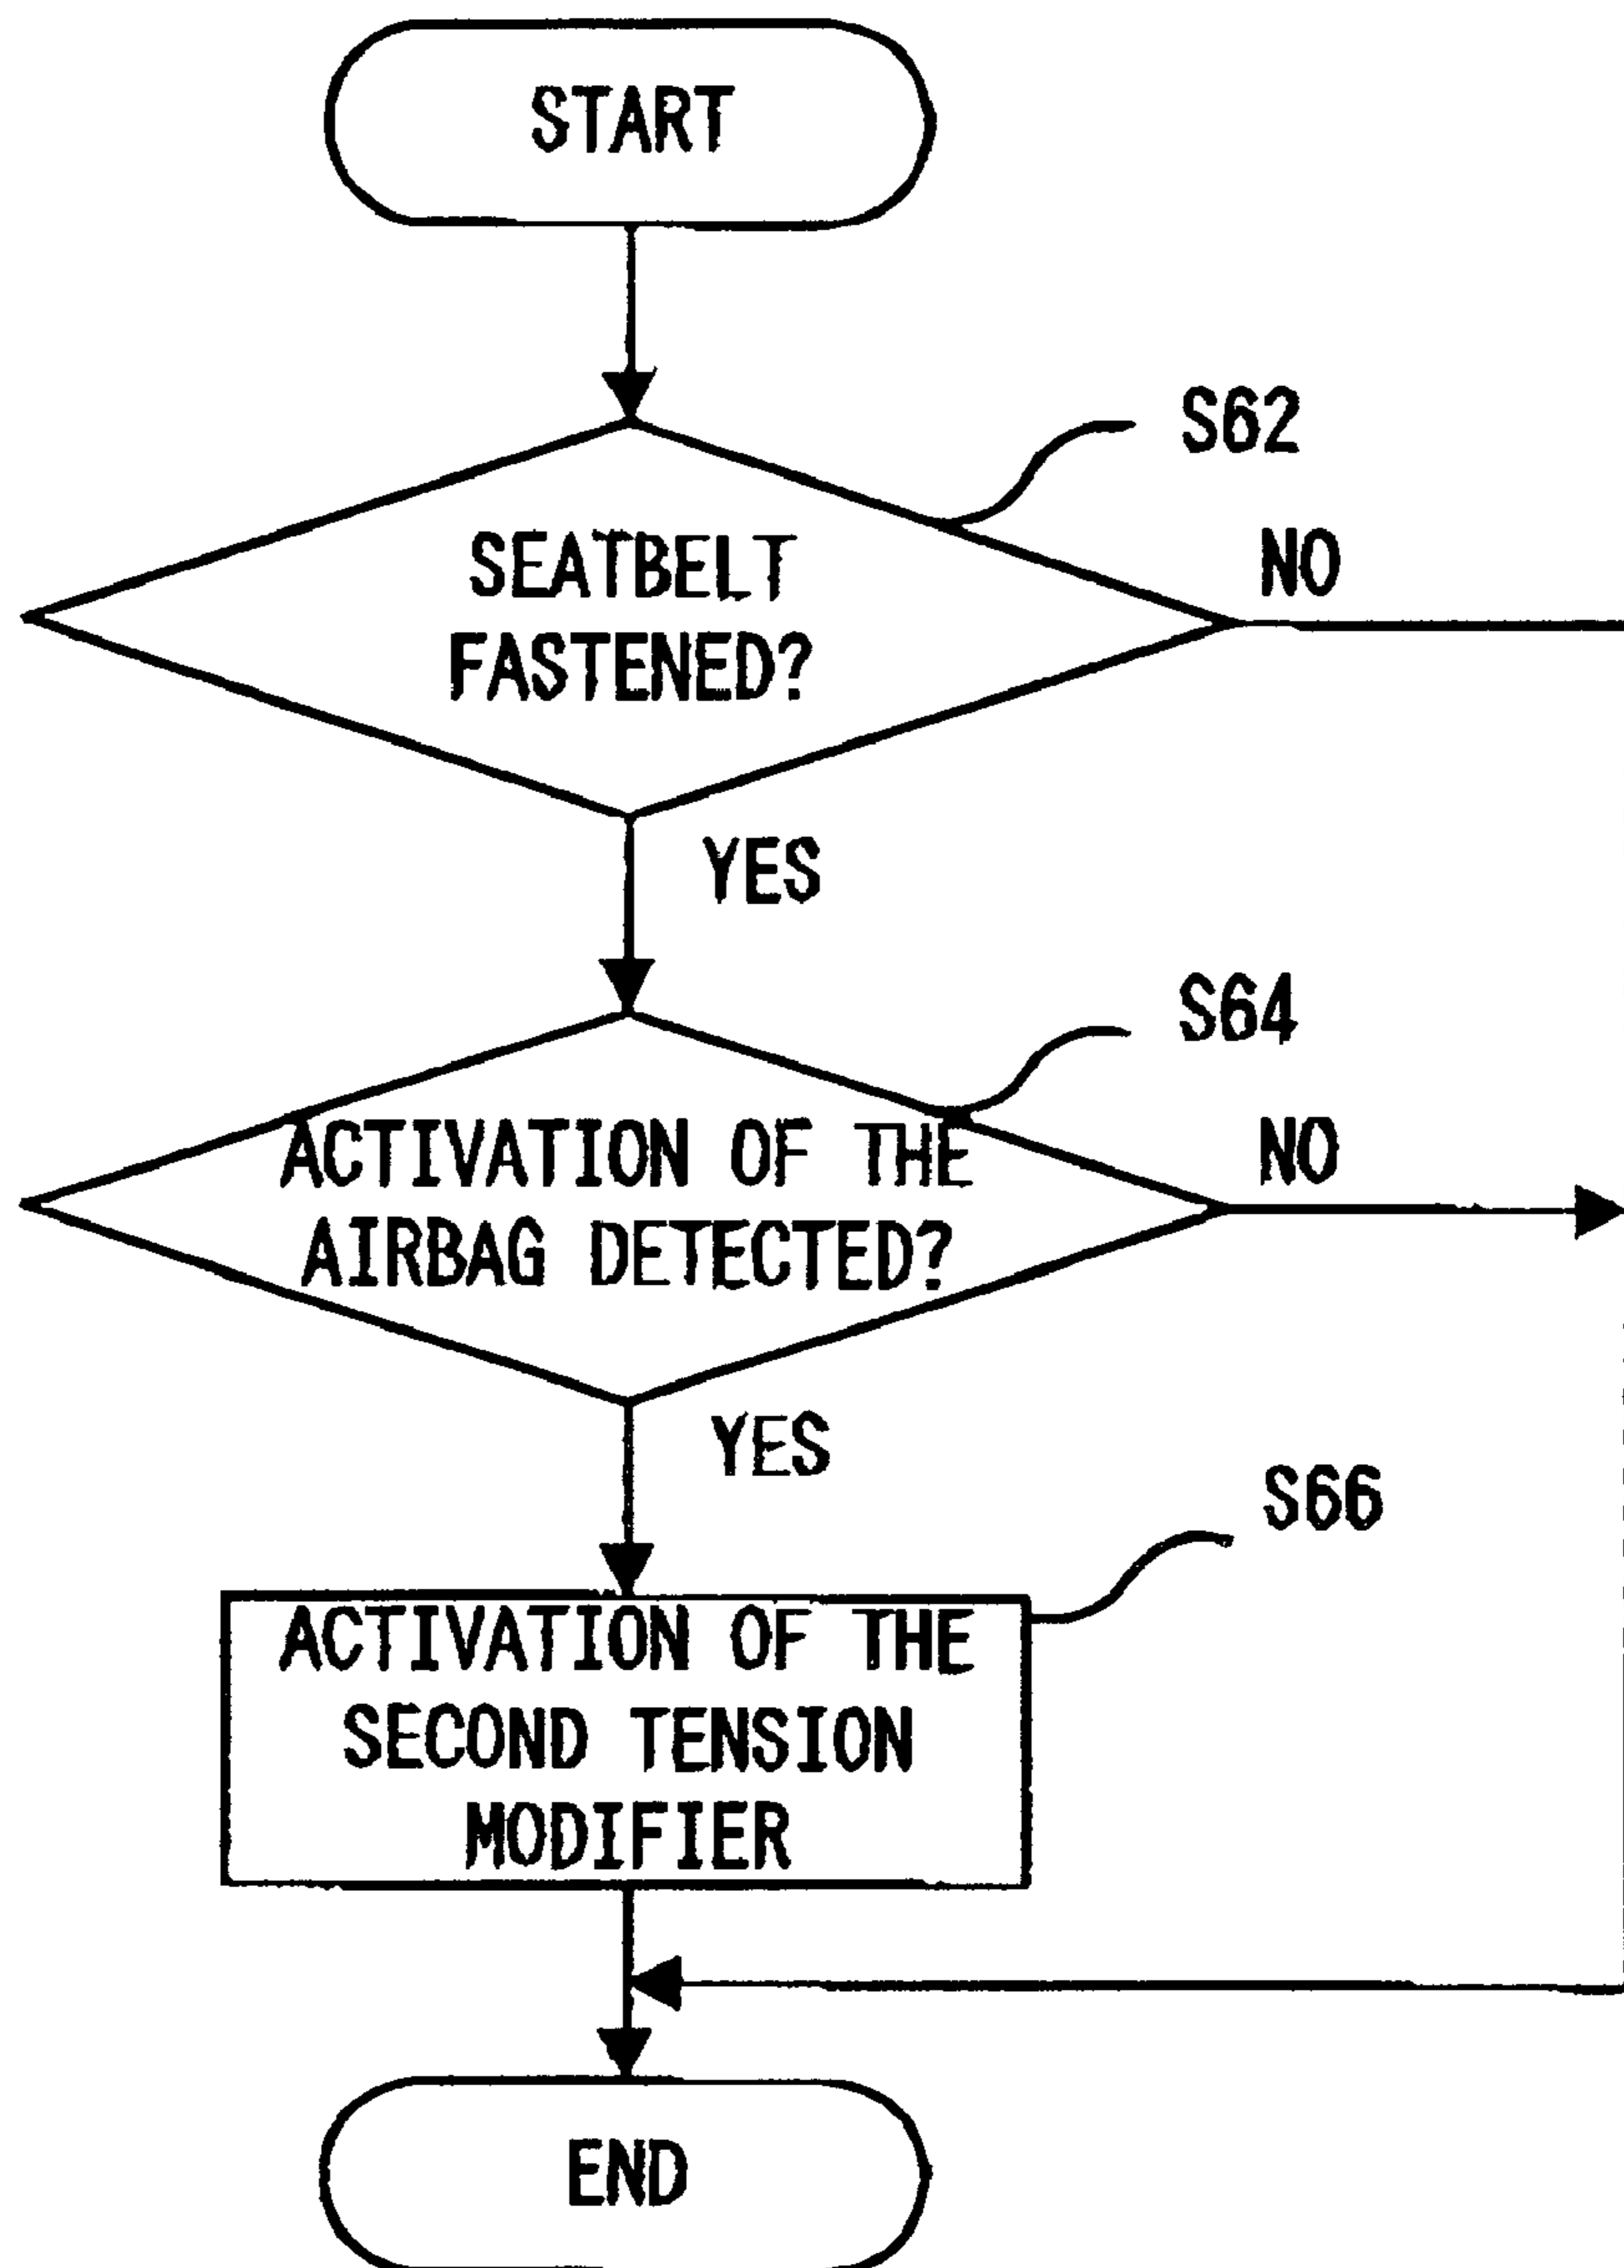 START
S62
SEATBELT
FASTENED?
NO
YES
S64
ACTIVATION OF THE
AIRBAG DETECTED?
NO
YES
S66
ACTIVATION OF THE
SECOND TENSION
MODIFIER
END